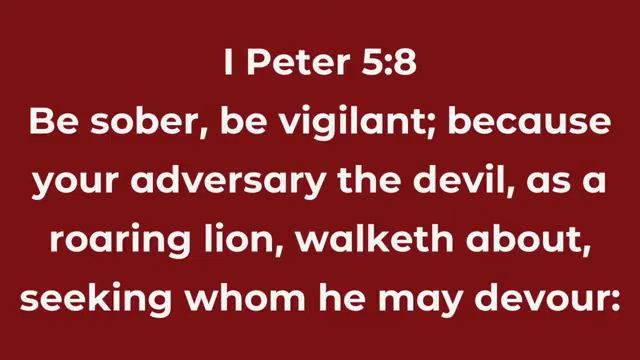 I Peter 5:8
Be sober, be vigilant; because
your adversary the devil, as a
roaring lion, walketh about,
seeking whom he may devour: